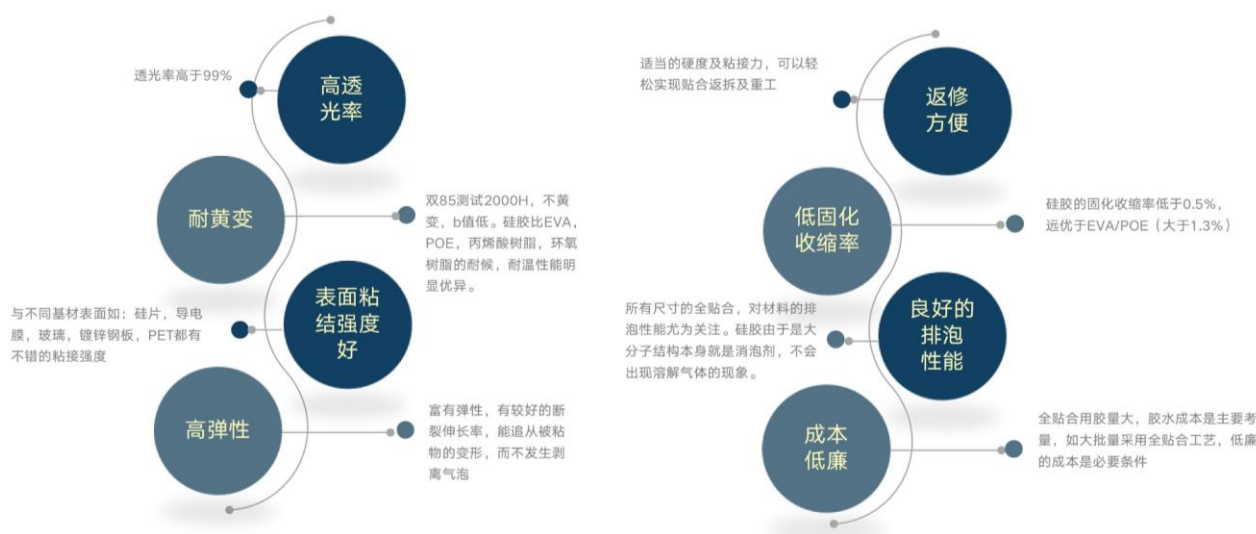 透光率高于99%
高透
光率
耐黄变
双85测试2000H，不黄
变，b值低。硅胶比EVA，
POE，丙烯酸树脂，环氧
树脂的耐候，耐温性能明
显优异。
与不同基材表面如：硅片，导电
膜，玻璃，镀锌钢板，PET都有
不错的粘接强度
表面粘
结强度
好
高弹性
富有弹性，有较好的断
裂伸长率，能追从被粘
物的变形，而不发生剥
离气泡
适当的硬度及粘接力，可以轻
松实现贴合返拆及重工
返修
方便
低固化
收缩率
硅胶的固化收缩率低于0.5%，
远优于EVA/POE（大于1.3%）
所有尺寸的全贴合，对材料的排
泡性能尤为关注。硅胶由于是大
分子结构本身就是消泡剂，不会
出现溶解气体的现象。
良好的
排泡
性能
成本
低廉
全贴合用胶量大，胶水成本是主要考
量，如大批量采用全贴合工艺，低廉
的成本是必要条件